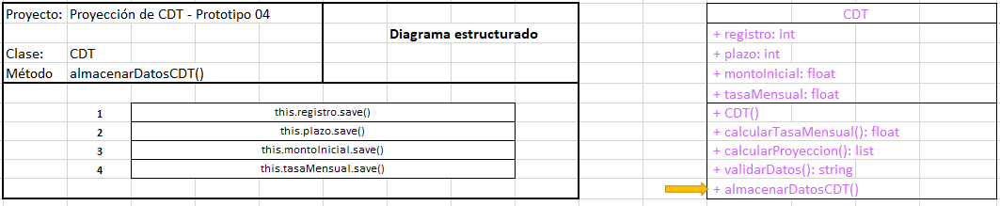 Proyecto: Proyección de CDT - Prototipo 04
Diagrama estructurado
Clase: CDT
Método almacenarDatosCDT()
1 this.registro.save()
2 this.plazo.save()
3 this.montoInicial.save()
4 this.tasaMensual.save()
CDT
+ registro: int
+ plazo: int
+ montoInicial: float
+ tasaMensual: float
+ CDT()
+ calcularTasaMensual(): float
+ calcularProyeccion(): list
+ validarDatos(): string
+ almacenarDatosCDT()